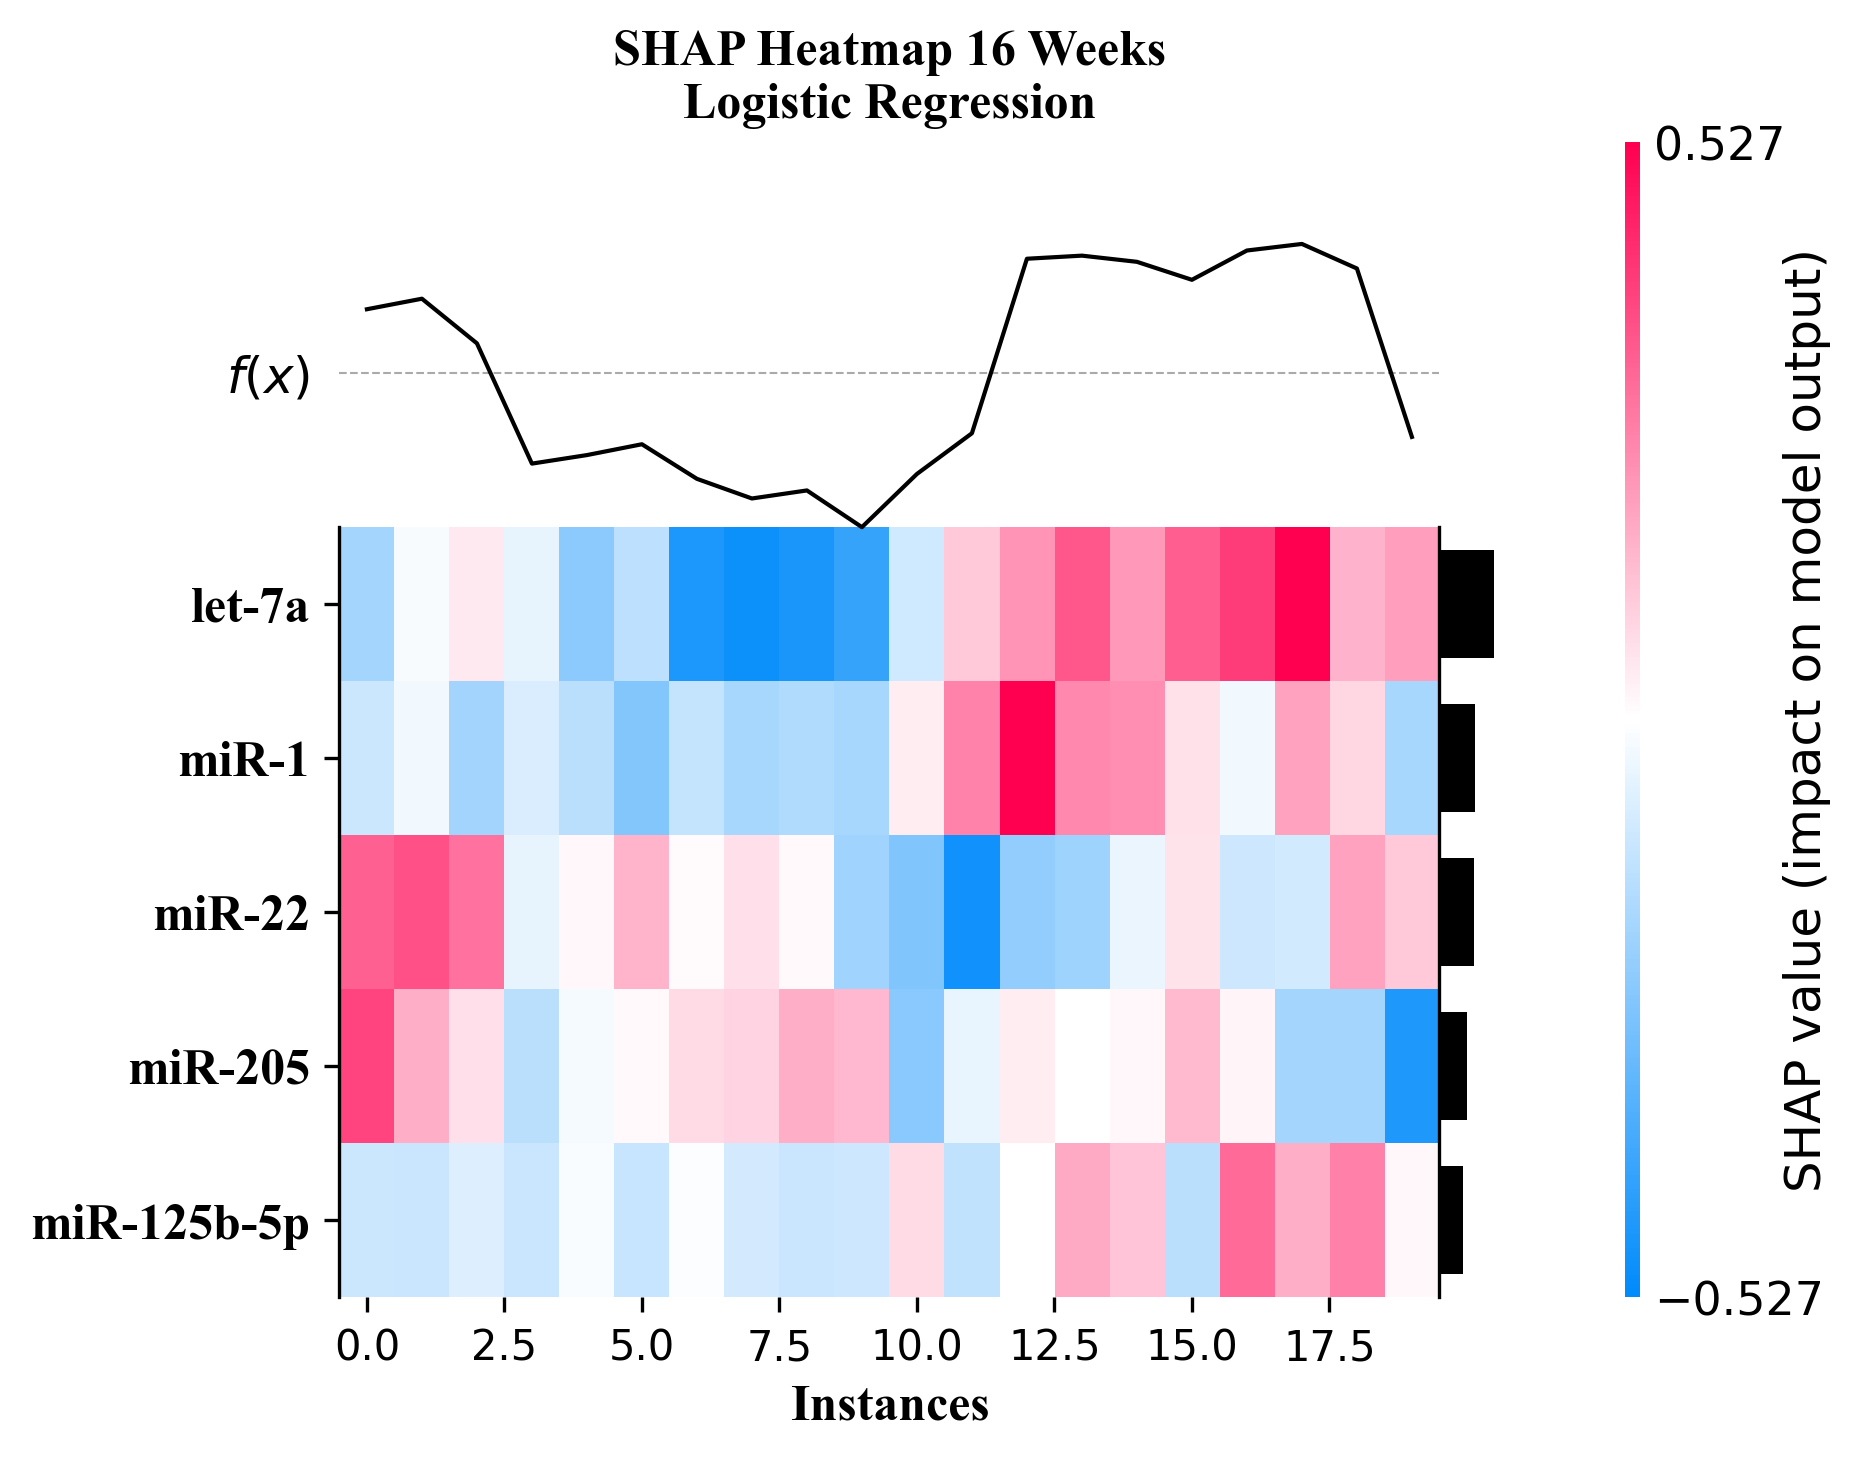 SHAP Heatmap 16 Weeks
Logistic Regression
0.527
f(x)
let-7a
miR-1
miR-22
miR-205
miR-125b-5p
SHAP value (impact on model output)
−0.527
0.0 2.5 5.0 7.5 10.0 12.5 15.0 17.5
Instances